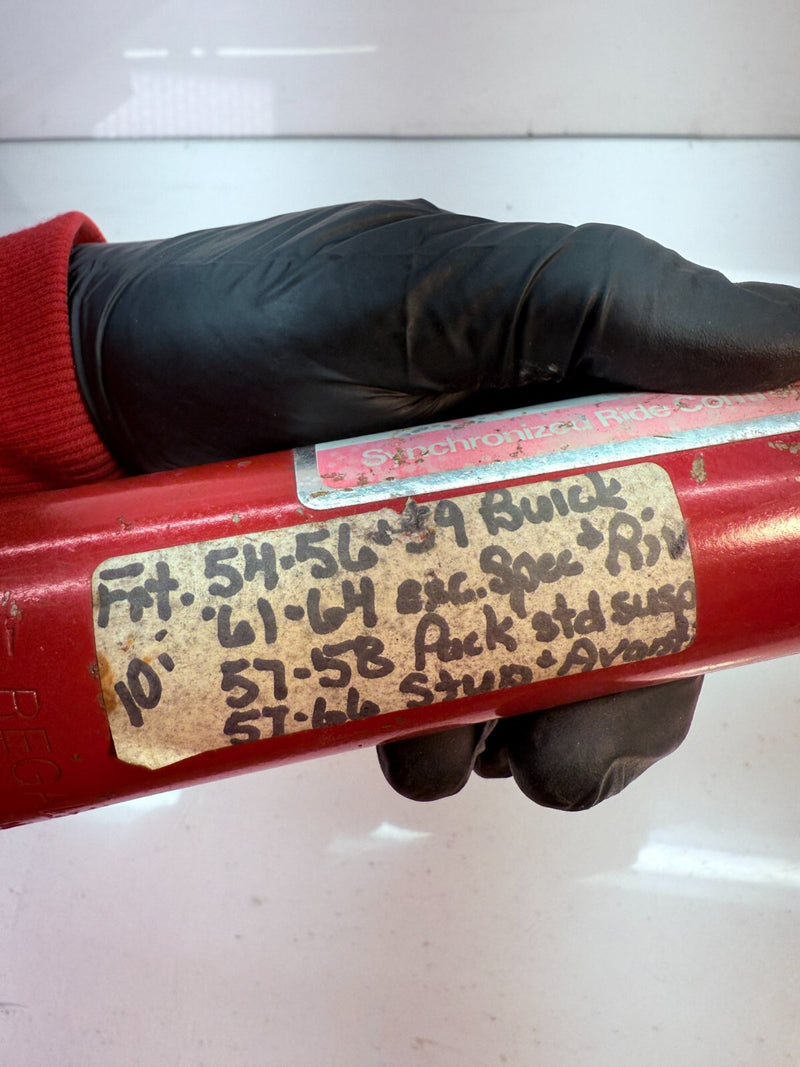 Synchronized Ride Cont
Frt. 54-56 + 59 Buick
'61-64 exc. Spec + Riv
10" 57-58 Pack std susp
57-66 Stud + Avant
REGA